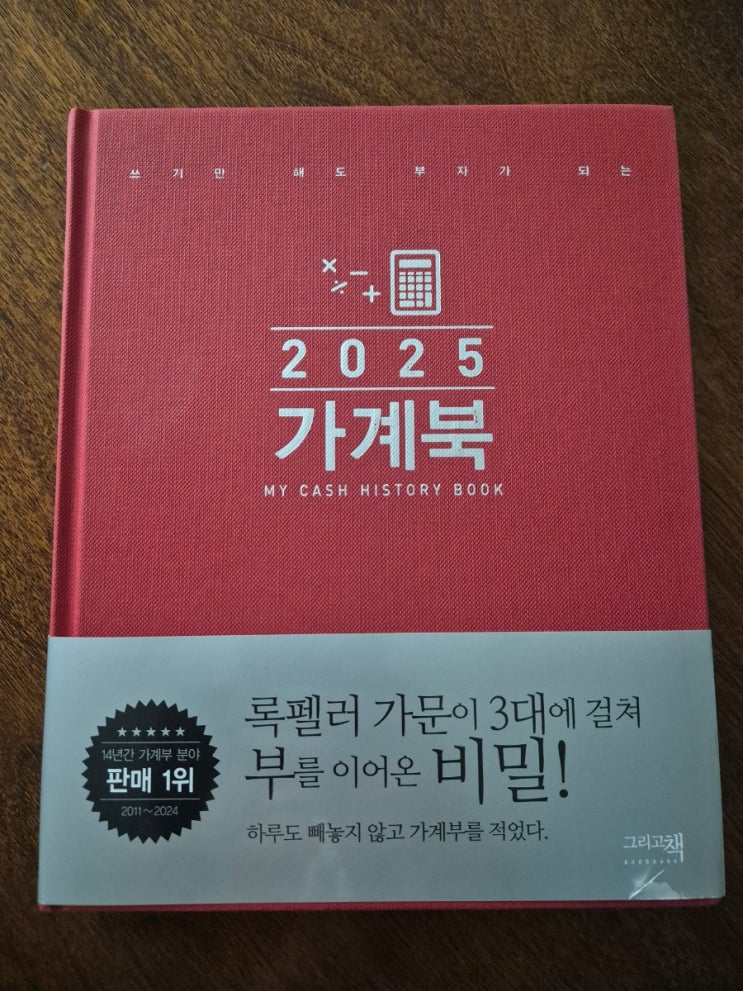 쓰기만 해도 부자가 되는
2025
가계북
MY CASH HISTORY BOOK
★★★★★
14년간 가계부 분야
판매 1위
2011~2024
록펠러 가문이 3대에 걸쳐
부를 이어온 비밀!
하루도 빼놓지 않고 가계부를 적었다.
그리고책
andbooks